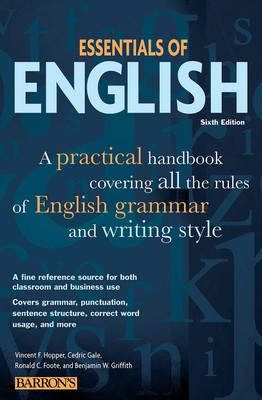 ESSENTIALS OF
ENGLISH
Sixth Edition
A practical handbook
covering all the rules
of English grammar
and writing style
A fine reference source for both
classroom and business use
Covers grammar, punctuation,
sentence structure, correct word
usage, and more
Vincent F. Hopper, Cedric Gale,
Ronald C. Foote, and Benjamin W. Griffith
BARRON'S